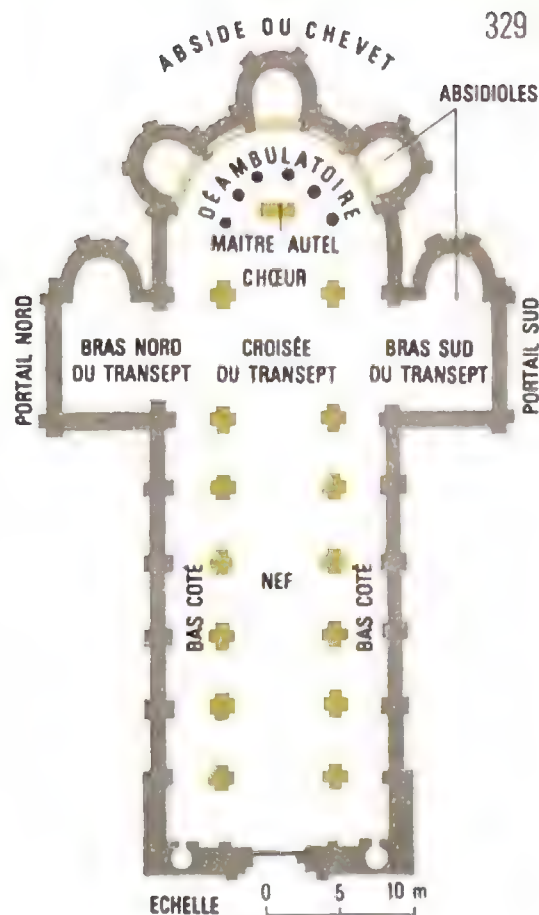 329
ABSIDE OU CHEVET
ABSIDIOLES
DÉAMBULATOIRE
MAITRE AUTEL
CHŒUR
PORTAIL NORD
BRAS NORD
DU TRANSEPT
CROISÉE
DU TRANSEPT
BRAS SUD
DU TRANSEPT
PORTAIL SUD
BAS COTÉ
NEF
BAS COTÉ
ECHELLE 0 5 10 m